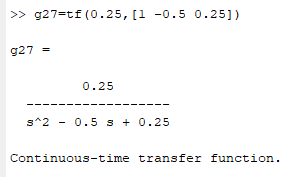 >> g27=tf(0.25,[1 -0.5 0.25])
g27 =
0.25
------------------
s^2 - 0.5 s + 0.25
Continuous-time transfer function.